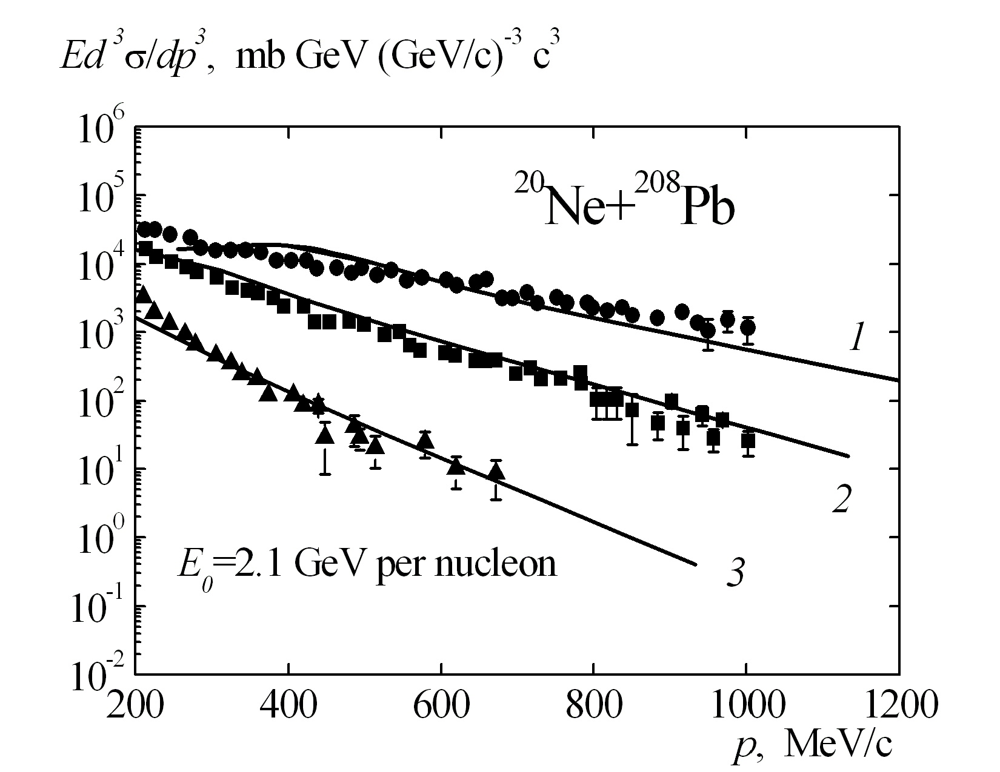 Ed³σ/dp³, mb GeV (GeV/c)⁻³ c³
10⁶
10⁵
10⁴
10³
10²
10¹
10⁰
10⁻¹
10⁻²
²⁰Ne+²⁰⁸Pb
1
2
3
E₀=2.1 GeV per nucleon
200 400 600 800 1000 1200
p, MeV/c